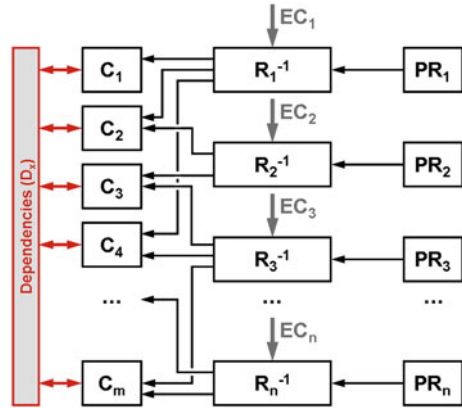 EC₁
C₁ R₁⁻¹ PR₁
EC₂
C₂ R₂⁻¹ PR₂
C₃
EC₃
C₄ R₃⁻¹ PR₃
... ... ...
ECₙ
Cₘ Rₙ⁻¹ PRₙ
Dependencies (Dₓ)